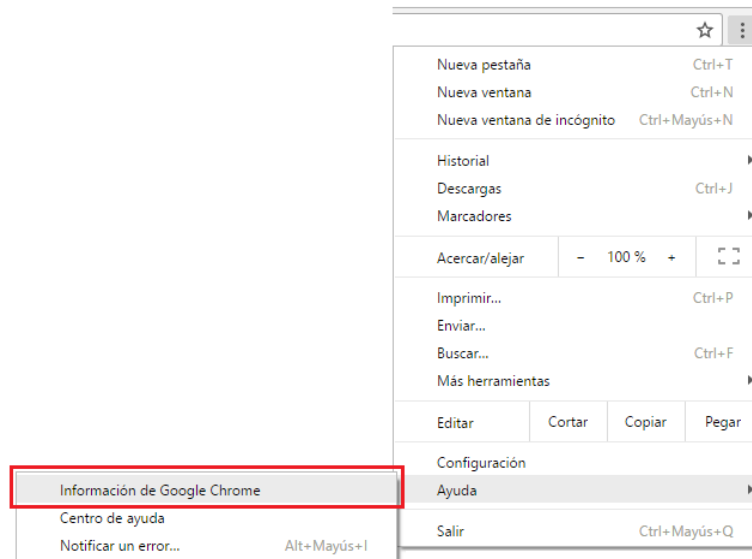 Nueva pestaña Ctrl+T
Nueva ventana Ctrl+N
Nueva ventana de incógnito Ctrl+Mayús+N
Historial
Descargas Ctrl+J
Marcadores
Acercar/alejar - 100 % +
Imprimir... Ctrl+P
Enviar...
Buscar... Ctrl+F
Más herramientas
Editar Cortar Copiar Pegar
Configuración
Ayuda
Salir Ctrl+Mayús+Q
Información de Google Chrome
Centro de ayuda
Notificar un error... Alt+Mayús+I